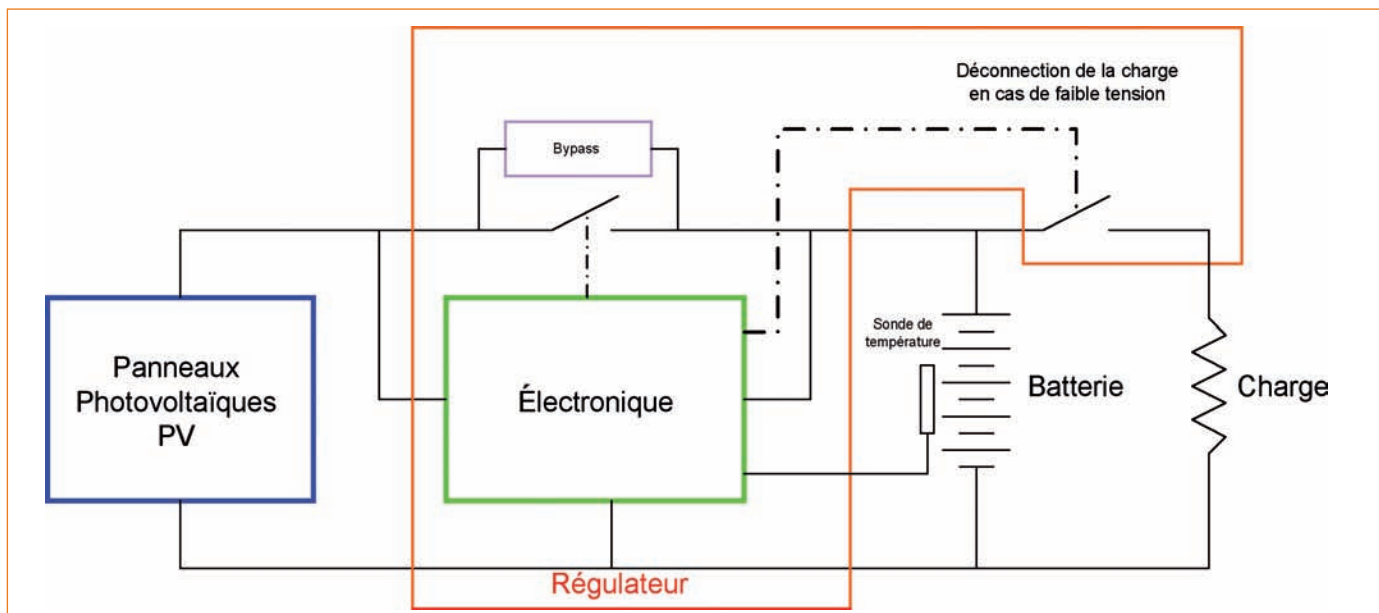 Déconnection de la charge
en cas de faible tension
Bypass
Sonde de
température
Panneaux
Photovoltaïques
PV
Électronique
Batterie
Charge
Régulateur